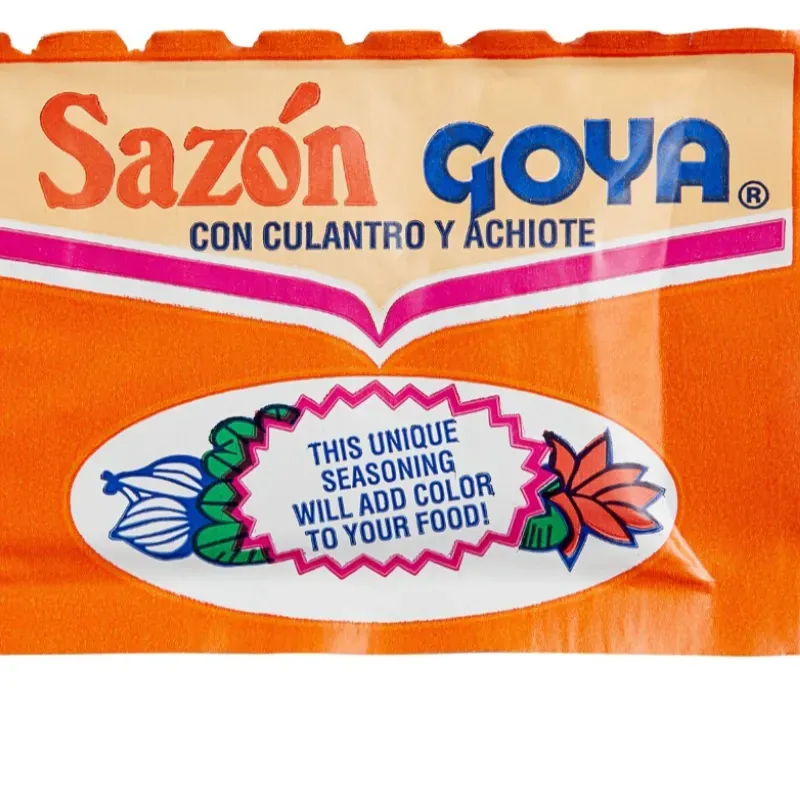 Sazón GOYA®
CON CULANTRO Y ACHIOTE
THIS UNIQUE
SEASONING
WILL ADD COLOR
TO YOUR FOOD!